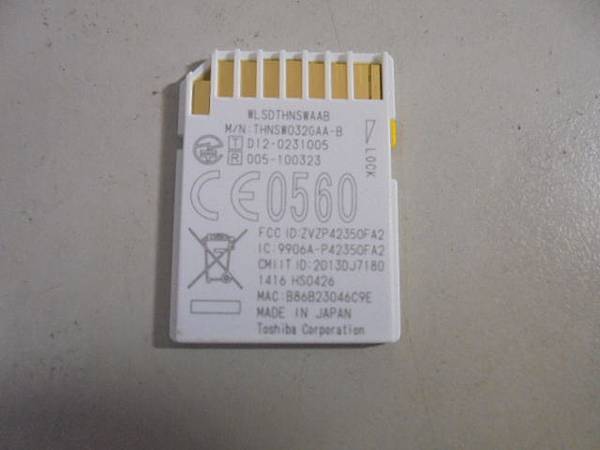 WLSDTHNSWAAB
M/N:THNSW032GAA-B
T D12-0231005
R 005-100323
LOCK
CE0560
FCC ID:ZVZP42350FA2
IC:9906A-P42350FA2
CMIIT ID:2013DJ7180
1416 HS0426
MAC:B86B23046C9E
MADE IN JAPAN
Toshiba Corporation